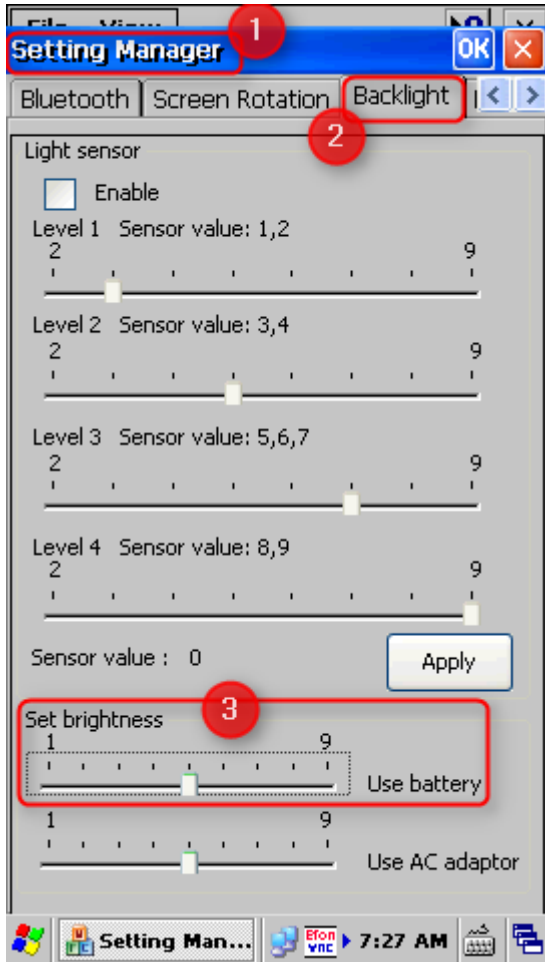 File View
1
Setting Manager OK
Bluetooth Screen Rotation Backlight
2
Light sensor
Enable
Level 1 Sensor value: 1,2
2 9
Level 2 Sensor value: 3,4
2 9
Level 3 Sensor value: 5,6,7
2 9
Level 4 Sensor value: 8,9
2 9
Sensor value : 0 Apply
3
Set brightness
1 9
Use battery
1 9
Use AC adaptor
Setting Man... Efon VNC 7:27 AM